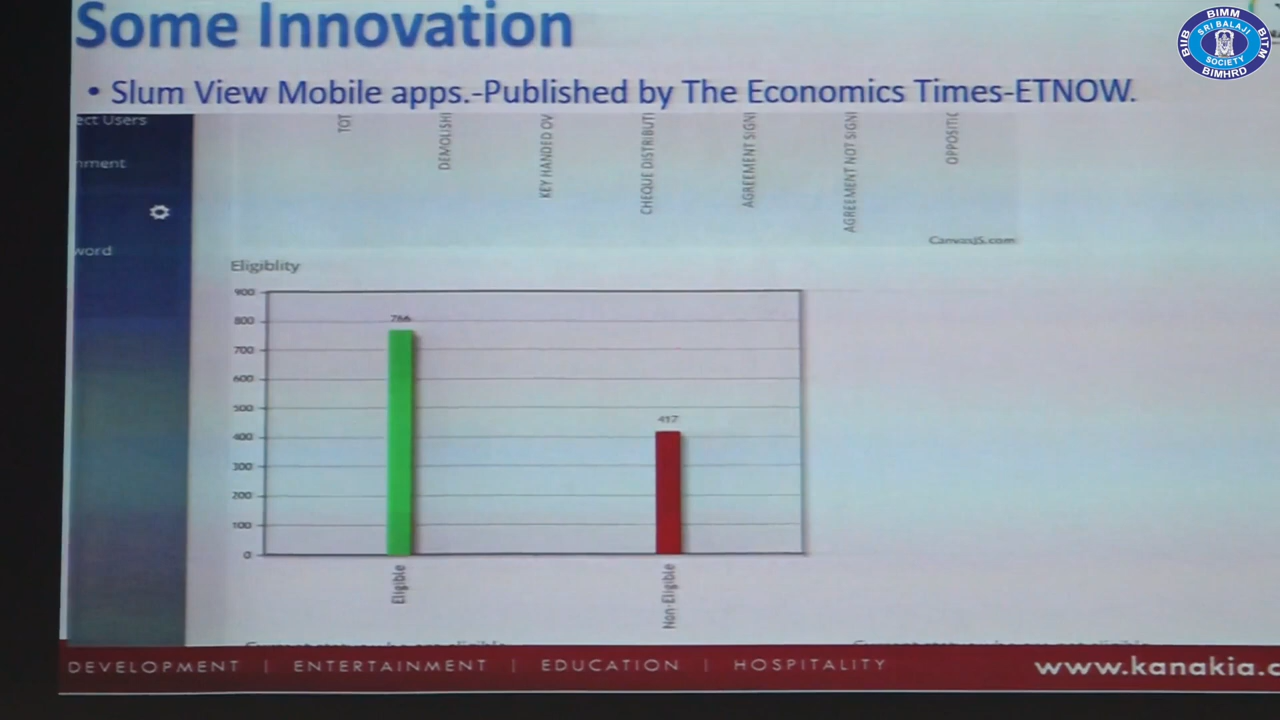 Some Innovation
• Slum View Mobile apps.-Published by The Economics Times-ETNOW.
BIMM
SRI BALAJI
SOCIETY
BIIB
BITM
BIMHRD
ect Users
nment
word
TOT
DEMOLISH
KEY HANDED OV
CHEQUE DISTRIBUTI
AGREEMENT SIGN
AGREEMENT NOT SIGN
OPPOSITIC
CanvasJS.com
Eligiblity
900
800
700
600
500
400
300
200
100
0
766
417
Eligible
Non-Eligible
DEVELOPMENT | ENTERTAINMENT | EDUCATION | HOSPITALITY
www.kanakia.c